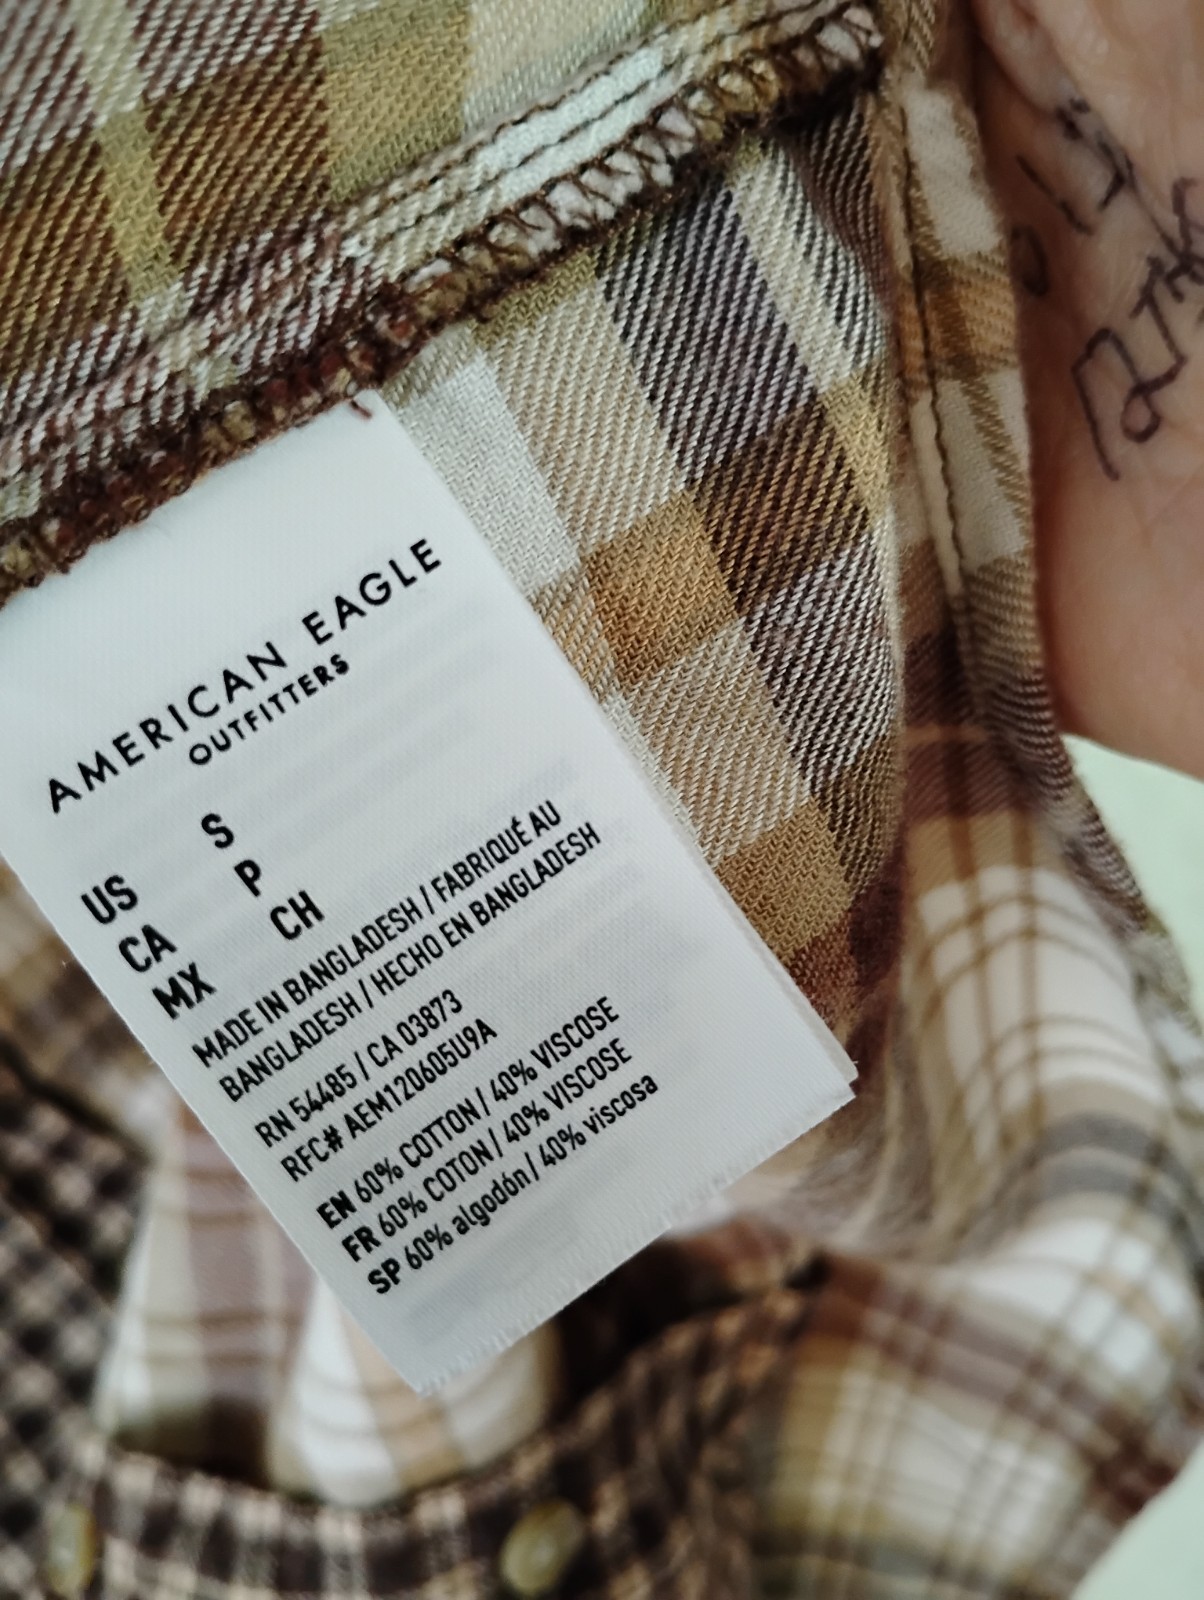 AMERICAN EAGLE
OUTFITTERS
US S
CA P
MX CH
MADE IN BANGLADESH / FABRIQUÉ AU
BANGLADESH / HECHO EN BANGLADESH
RN 54485 / CA 03873
RFC# AEM120605U9A
EN 60% COTTON / 40% VISCOSE
FR 60% COTON / 40% VISCOSE
SP 60% algodón / 40% viscosa